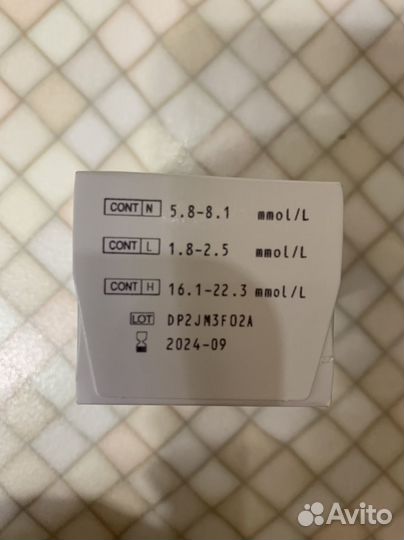 CONT N 5.8-8.1 mmol/L
CONT L 1.8-2.5 mmol/L
CONT H 16.1-22.3 mmol/L
LOT DP2JM3F02A
2024-09
Avito